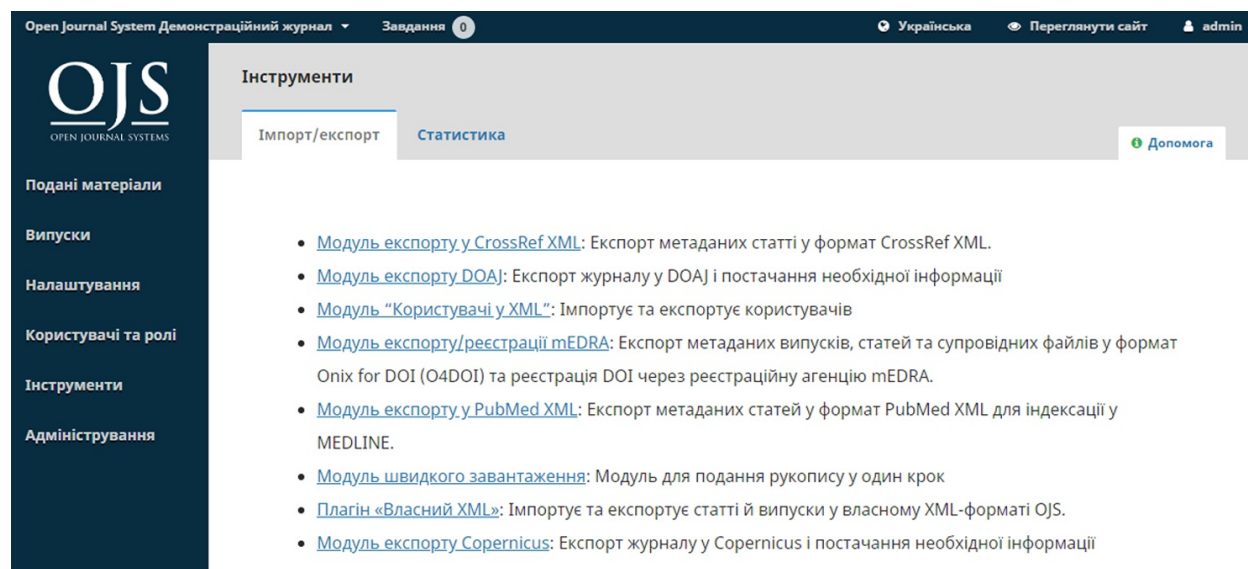 Open Journal System Демонстраційний журнал Завдання 0 Українська Переглянути сайт admin
OJS
OPEN JOURNAL SYSTEMS
Інструменти
Імпорт/експорт Статистика
Допомога
Подані матеріали
Випуски
Налаштування
Користувачі та ролі
Інструменти
Адміністрування
Модуль експорту у CrossRef XML: Експорт метаданих статті у формат CrossRef XML.
Модуль експорту DOAJ: Експорт журналу у DOAJ і постачання необхідної інформації
Модуль “Користувачі у XML”: Імпортує та експортує користувачів
Модуль експорту/реєстрації mEDRA: Експорт метаданих випусків, статей та супровідних файлів у формат
Onix for DOI (O4DOI) та реєстрація DOI через реєстраційну агенцію mEDRA.
Модуль експорту у PubMed XML: Експорт метаданих статей у формат PubMed XML для індексації у
MEDLINE.
Модуль швидкого завантаження: Модуль для подання рукопису у один крок
Плагін «Власний XML»: Імпортує та експортує статті й випуски у власному XML-форматі OJS.
Модуль експорту Copernicus: Експорт журналу у Copernicus і постачання необхідної інформації